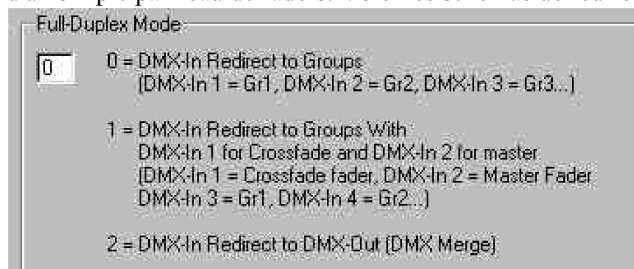 Full-Duplex Mode
0
0 = DMX-In Redirect to Groups
(DMX-In 1 = Gr1, DMX-In 2 = Gr2, DMX-In 3 = Gr3...)
1 = DMX-In Redirect to Groups With
DMX-In 1 for Crossfade and DMX-In 2 for master
(DMX-In 1 = Crossfade fader, DMX-In 2 = Master Fader
DMX-In 3 = Gr1, DMX-In 4 = Gr2...)
2 = DMX-In Redirect to DMX-Out (DMX Merge)